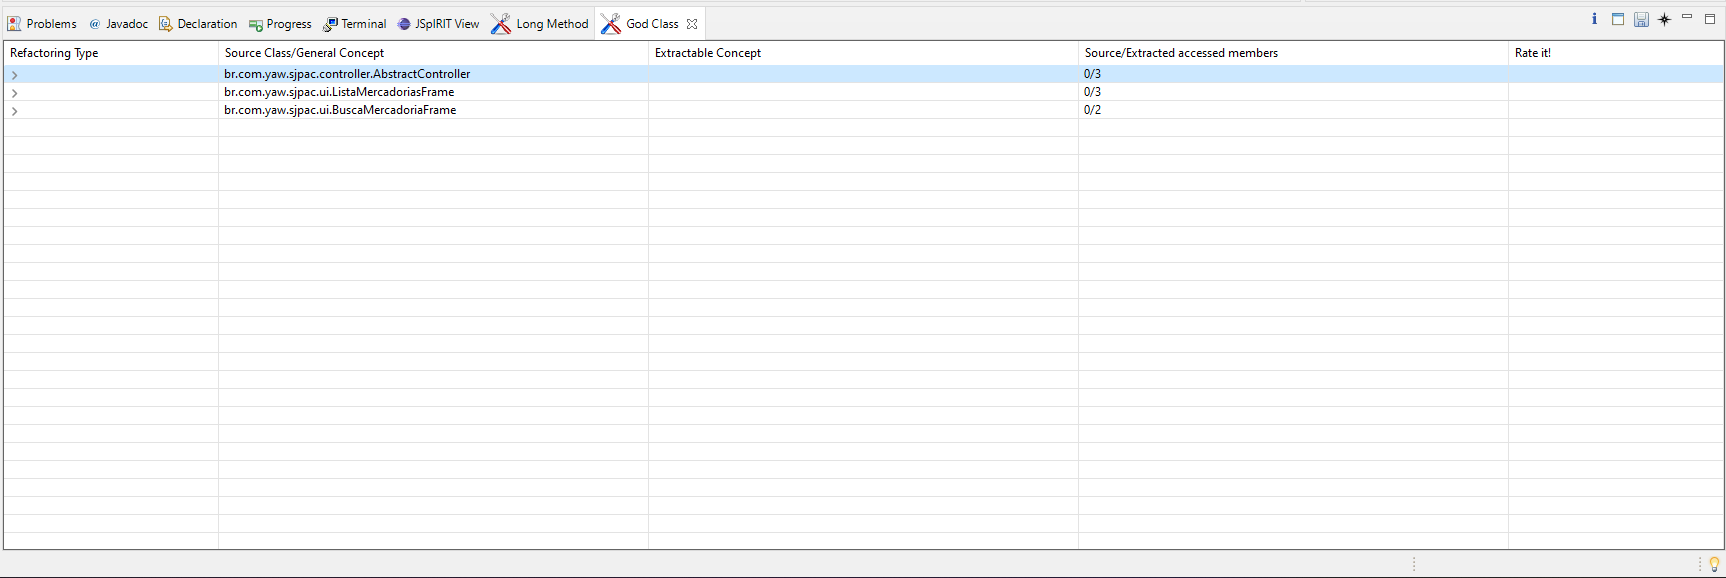 Problems @ Javadoc Declaration Progress Terminal JSpIRIT View Long Method God Class
Refactoring Type Source Class/General Concept Extractable Concept Source/Extracted accessed members Rate it!
br.com.yaw.sjpac.controller.AbstractController 0/3
br.com.yaw.sjpac.ui.ListaMercadoriasFrame 0/3
br.com.yaw.sjpac.ui.BuscaMercadoriaFrame 0/2